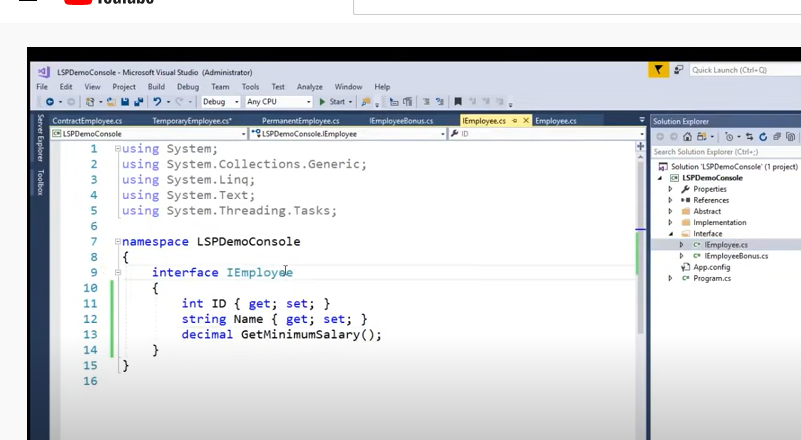 YouTube
LSPDemoConsole - Microsoft Visual Studio (Administrator)
Quick Launch (Ctrl+Q)
File Edit View Project Build Debug Team Tools Test Analyze Window Help
Debug Any CPU Start
ContractEmployee.cs TemporaryEmployee.cs* PermanentEmployee.cs IEmployeeBonus.cs IEmployee.cs Employee.cs
LSPDemoConsole LSPDemoConsole.IEmployee ID
Server Explorer
Toolbox
1 using System;
2 using System.Collections.Generic;
3 using System.Linq;
4 using System.Text;
5 using System.Threading.Tasks;
6
7 namespace LSPDemoConsole
8 {
9 interface IEmployee
10 {
11 int ID { get; set; }
12 string Name { get; set; }
13 decimal GetMinimumSalary();
14 }
15 }
16
Solution Explorer
Search Solution Explorer (Ctrl+;)
Solution 'LSPDemoConsole' (1 project)
LSPDemoConsole
Properties
References
Abstract
Implementation
Interface
IEmployee.cs
IEmployeeBonus.cs
App.config
Program.cs